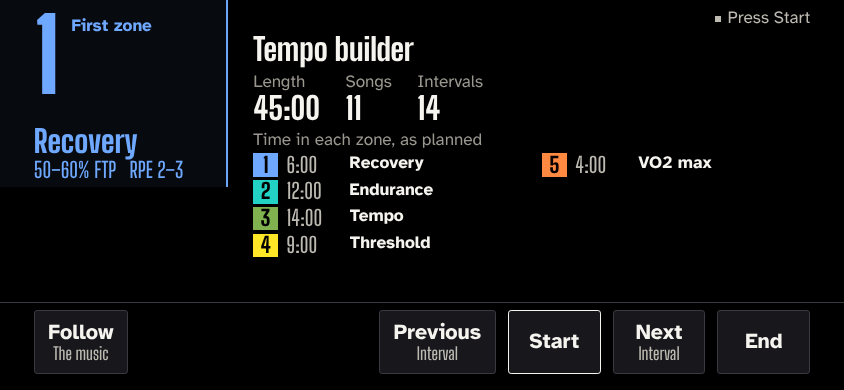 1 First zone
Recovery
50–60% FTP RPE 2–3
Press Start
Tempo builder
Length Songs Intervals
45:00 11 14
Time in each zone, as planned
1 6:00 Recovery
2 12:00 Endurance
3 14:00 Tempo
4 9:00 Threshold
5 4:00 VO2 max
Follow
The music
Previous
Interval
Start
Next
Interval
End